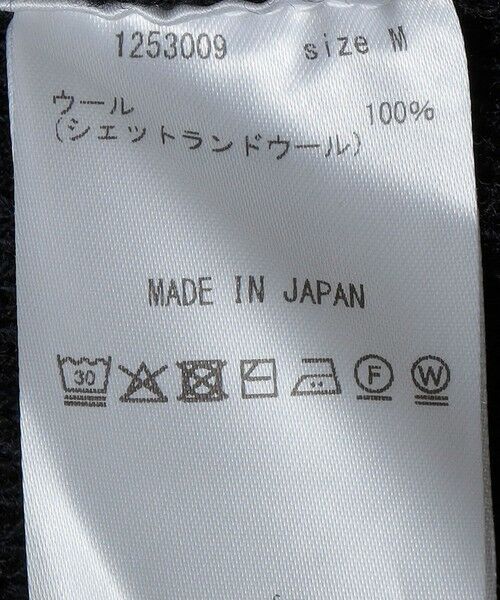 1253009 size M
ウール 100%
(シェットランドウール)
MADE IN JAPAN
30 F W